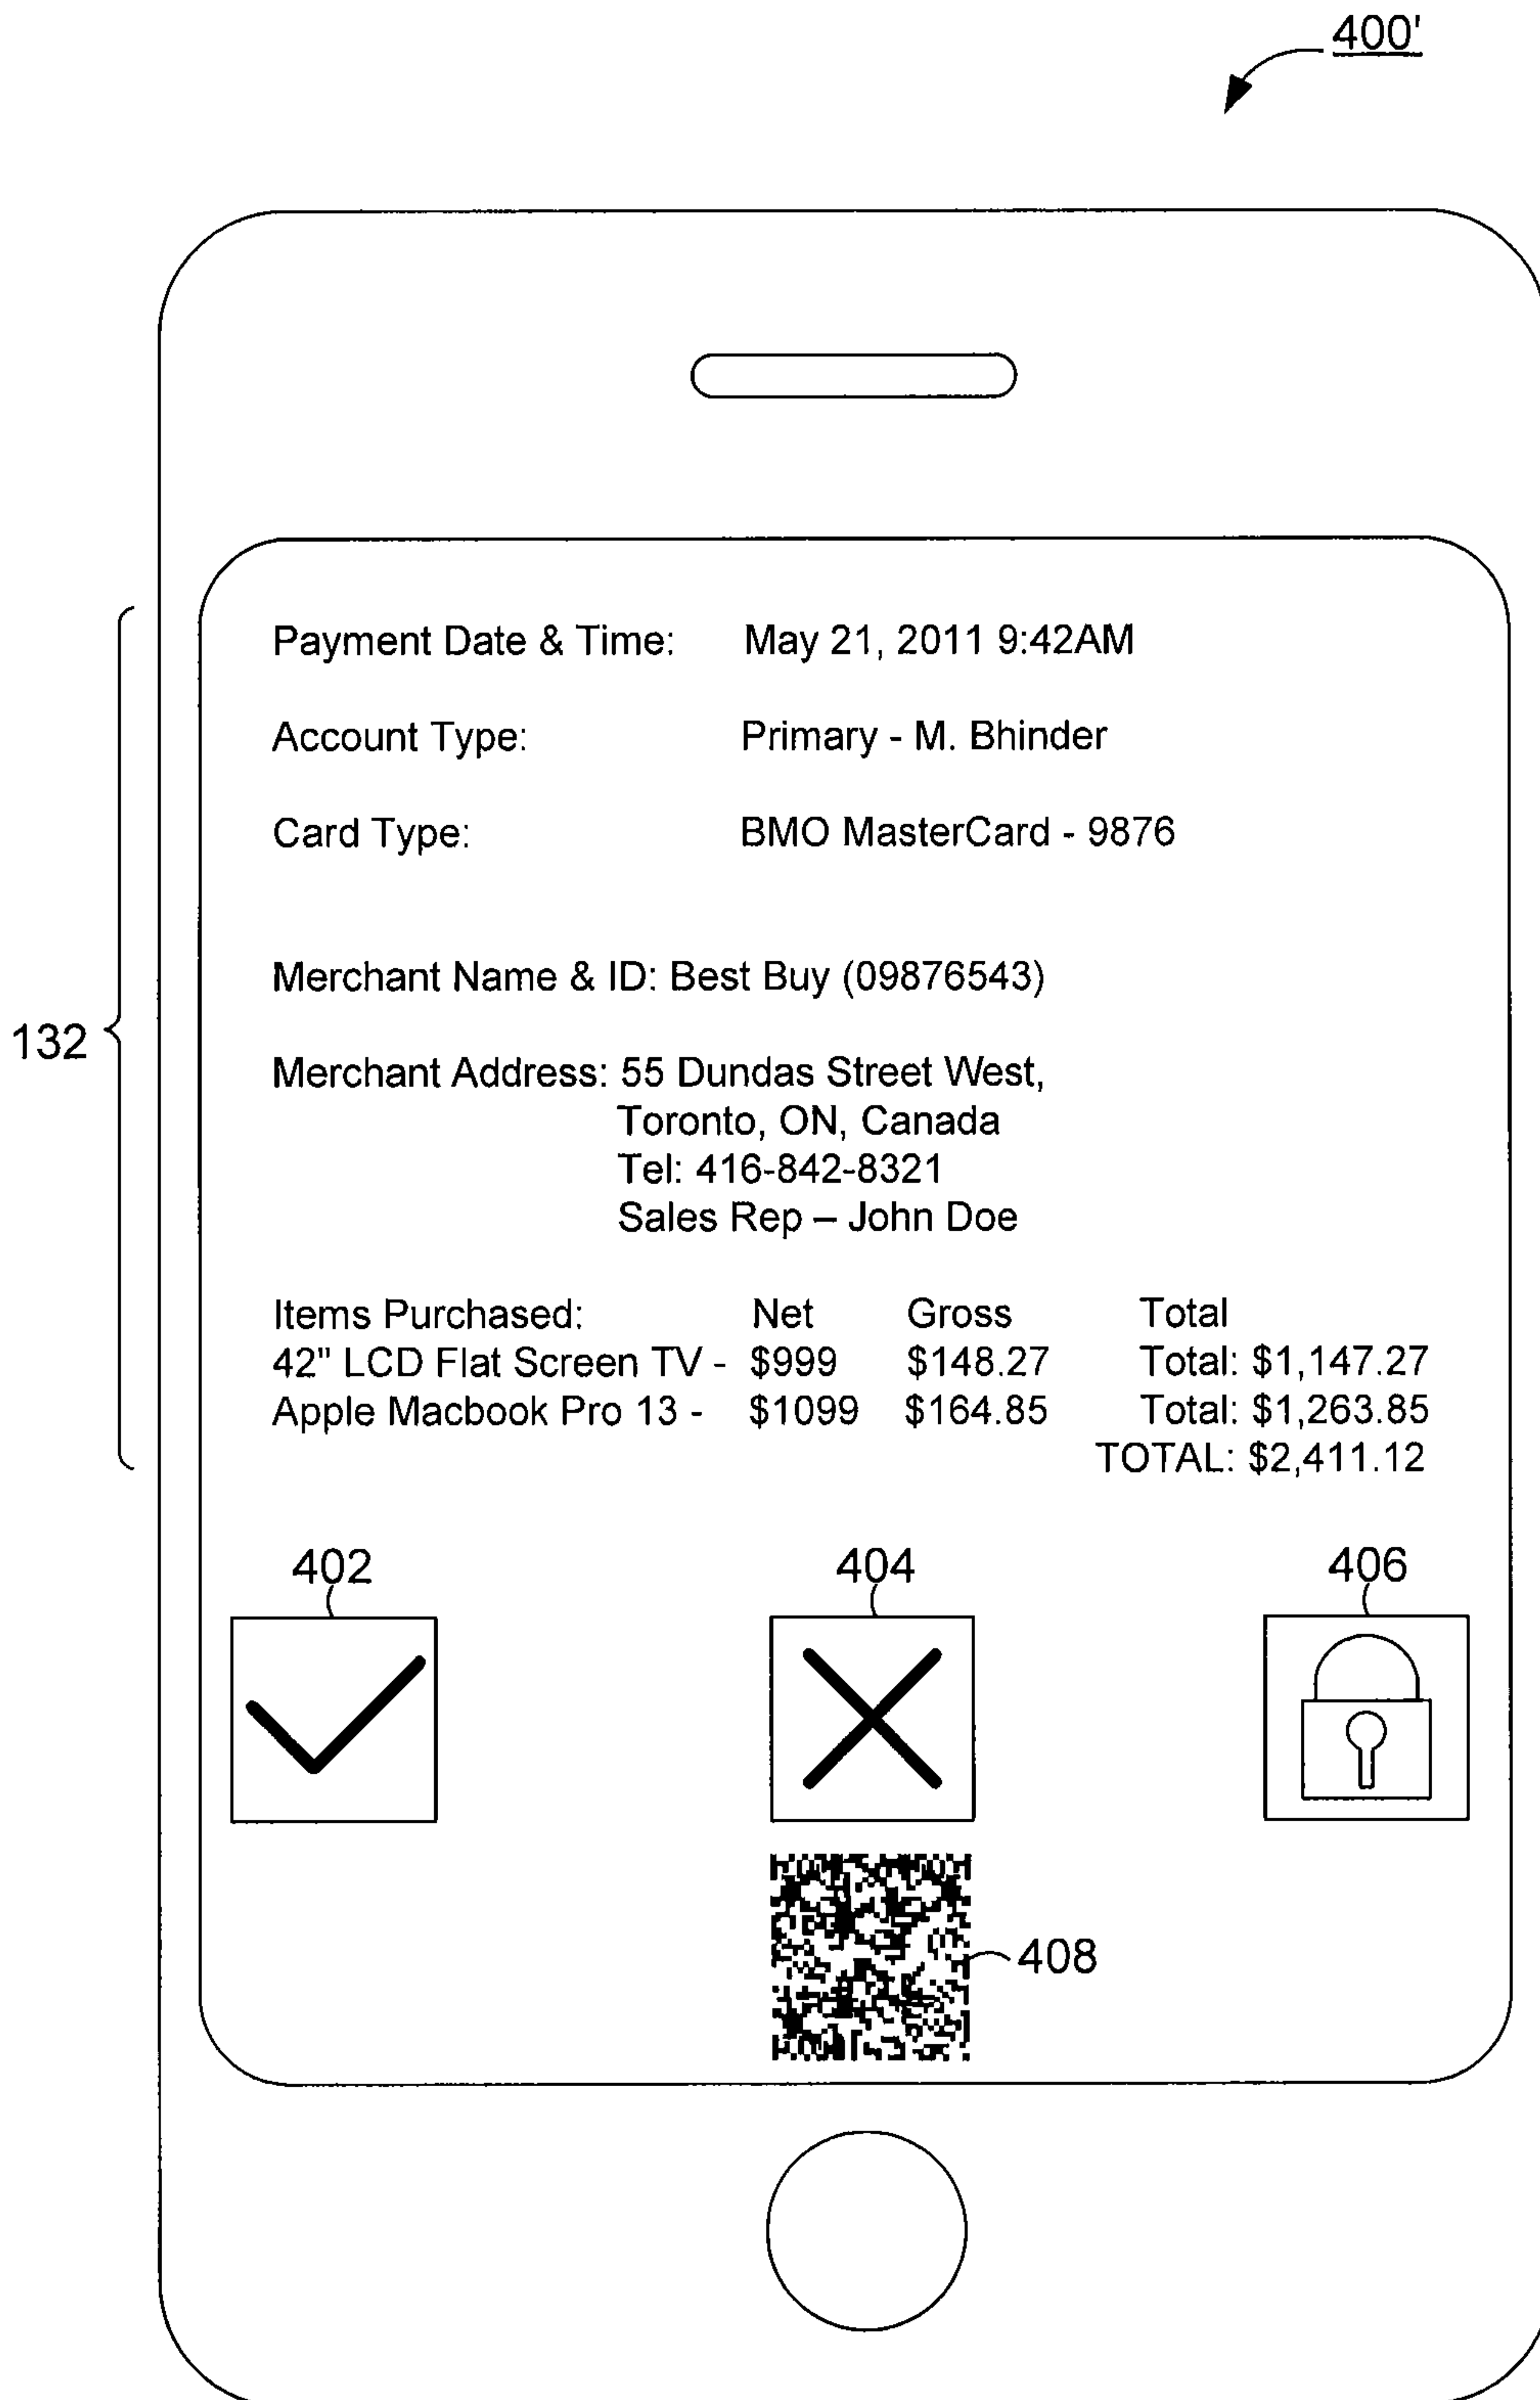 400'
Payment Date & Time: May 21, 2011 9:42AM
Account Type: Primary - M. Bhinder
Card Type: BMO MasterCard - 9876
Merchant Name & ID: Best Buy (09876543)
132
Merchant Address: 55 Dundas Street West,
Toronto, ON, Canada
Tel: 416-842-8321
Sales Rep – John Doe
Items Purchased: Net Gross Total
42" LCD Flat Screen TV - $999 $148.27 Total: $1,147.27
Apple Macbook Pro 13 - $1099 $164.85 Total: $1,263.85
TOTAL: $2,411.12
402 404 406
408